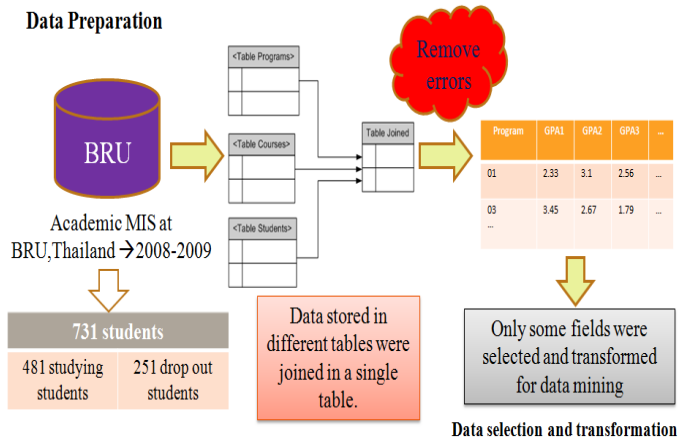 Data Preparation
BRU
Academic MIS at
BRU,Thailand →2008-2009
731 students
481 studying
students
251 drop out
students
<Table Programs>
<Table Courses>
<Table Students>
Table Joined
Remove
errors
Data stored in
different tables were
joined in a single
table.
Program GPA1 GPA2 GPA3 ...
01 2.33 3.1 2.56 ...
03 3.45 2.67 1.79 ...
...
Only some fields were
selected and transformed
for data mining
Data selection and transformation